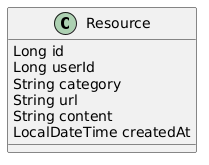 C Resource
Long id
Long userId
String category
String url
String content
LocalDateTime createdAt